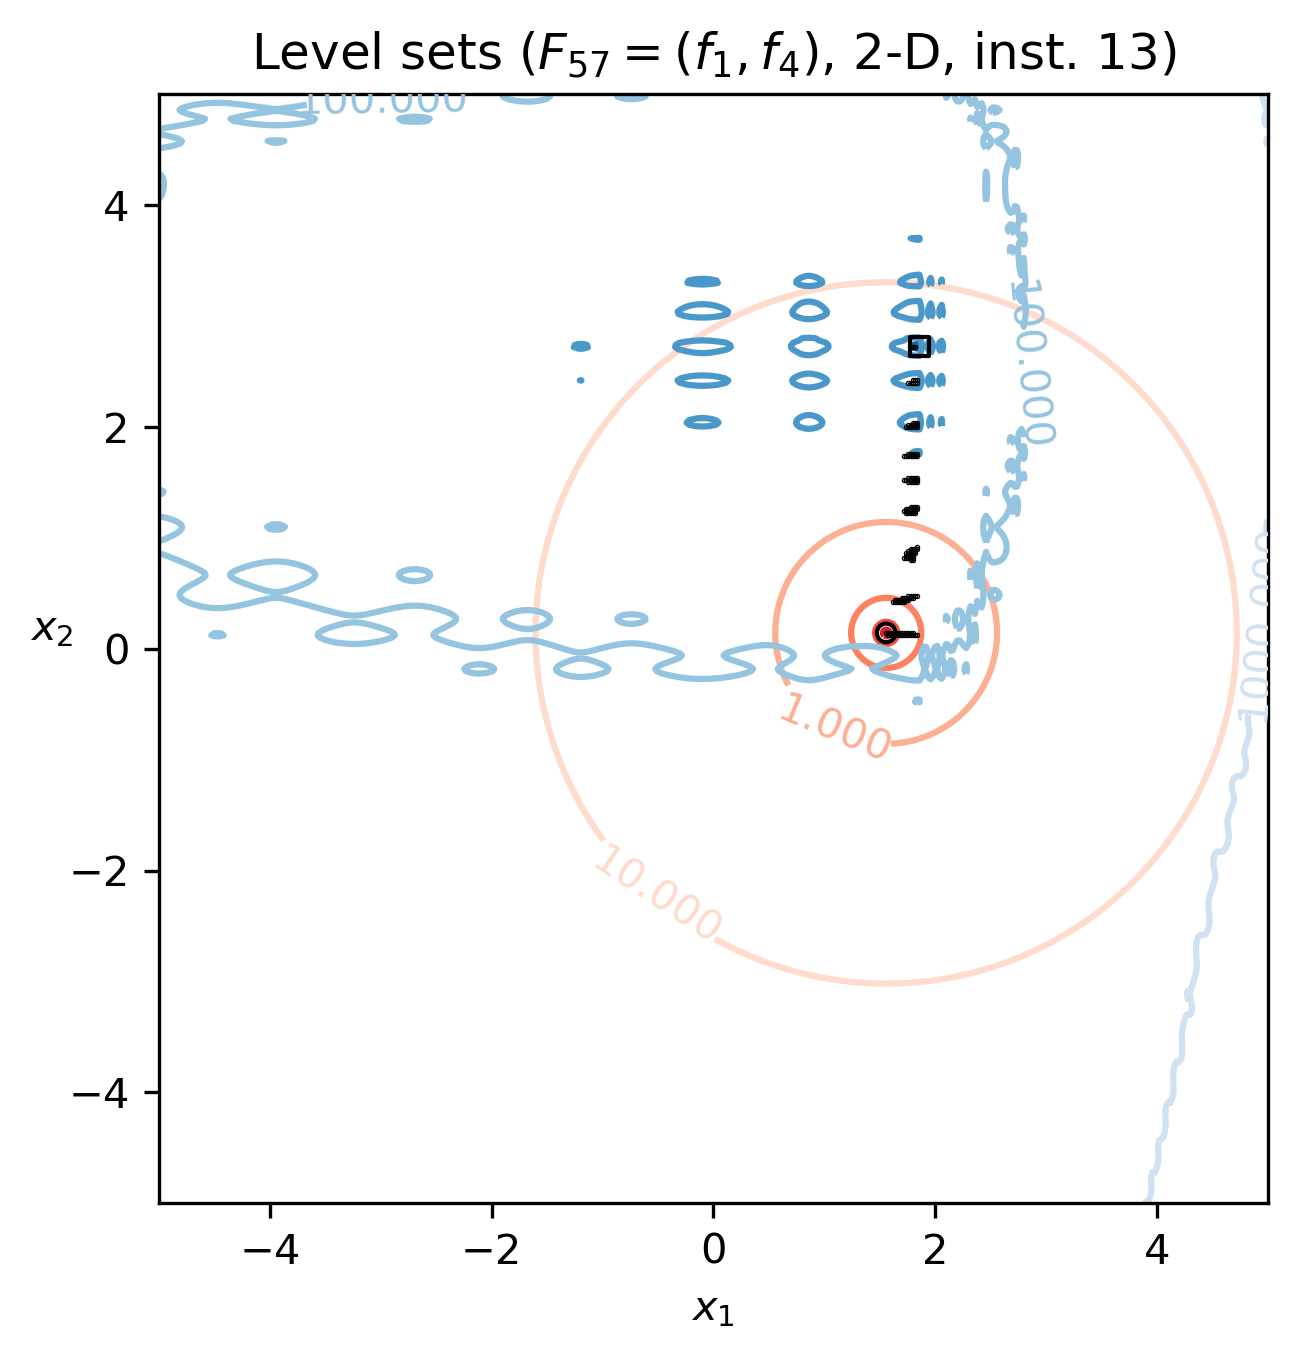 Level sets (F₅₇ = (f₁, f₄), 2-D, inst. 13)
100.000
4
100.000
2
1000.000
x₂
0
1.000
−2
10.000
−4
−4 −2 0 2 4
x₁